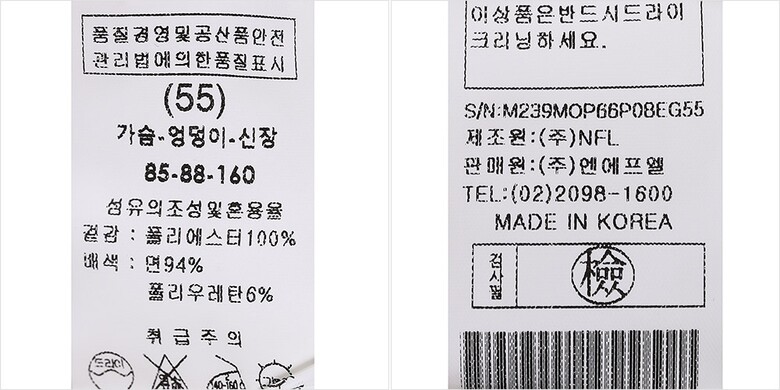 품질경영및공산품안전
관리법에의한품질표시
(55)
가슴-엉덩이-신장
85-88-160
섬유의조성및혼용율
겉감 : 폴리에스터100%
배색 : 면94%
폴리우레탄6%
취급주의
드라이
140-160
이상품은반드시드라이
크리닝하세요.
S/N:M239MOP66P08EG55
제조원:(주)NFL
판매원:(주)엔에프엘
TEL:(02)2098-1600
MADE IN KOREA
검사필
檢